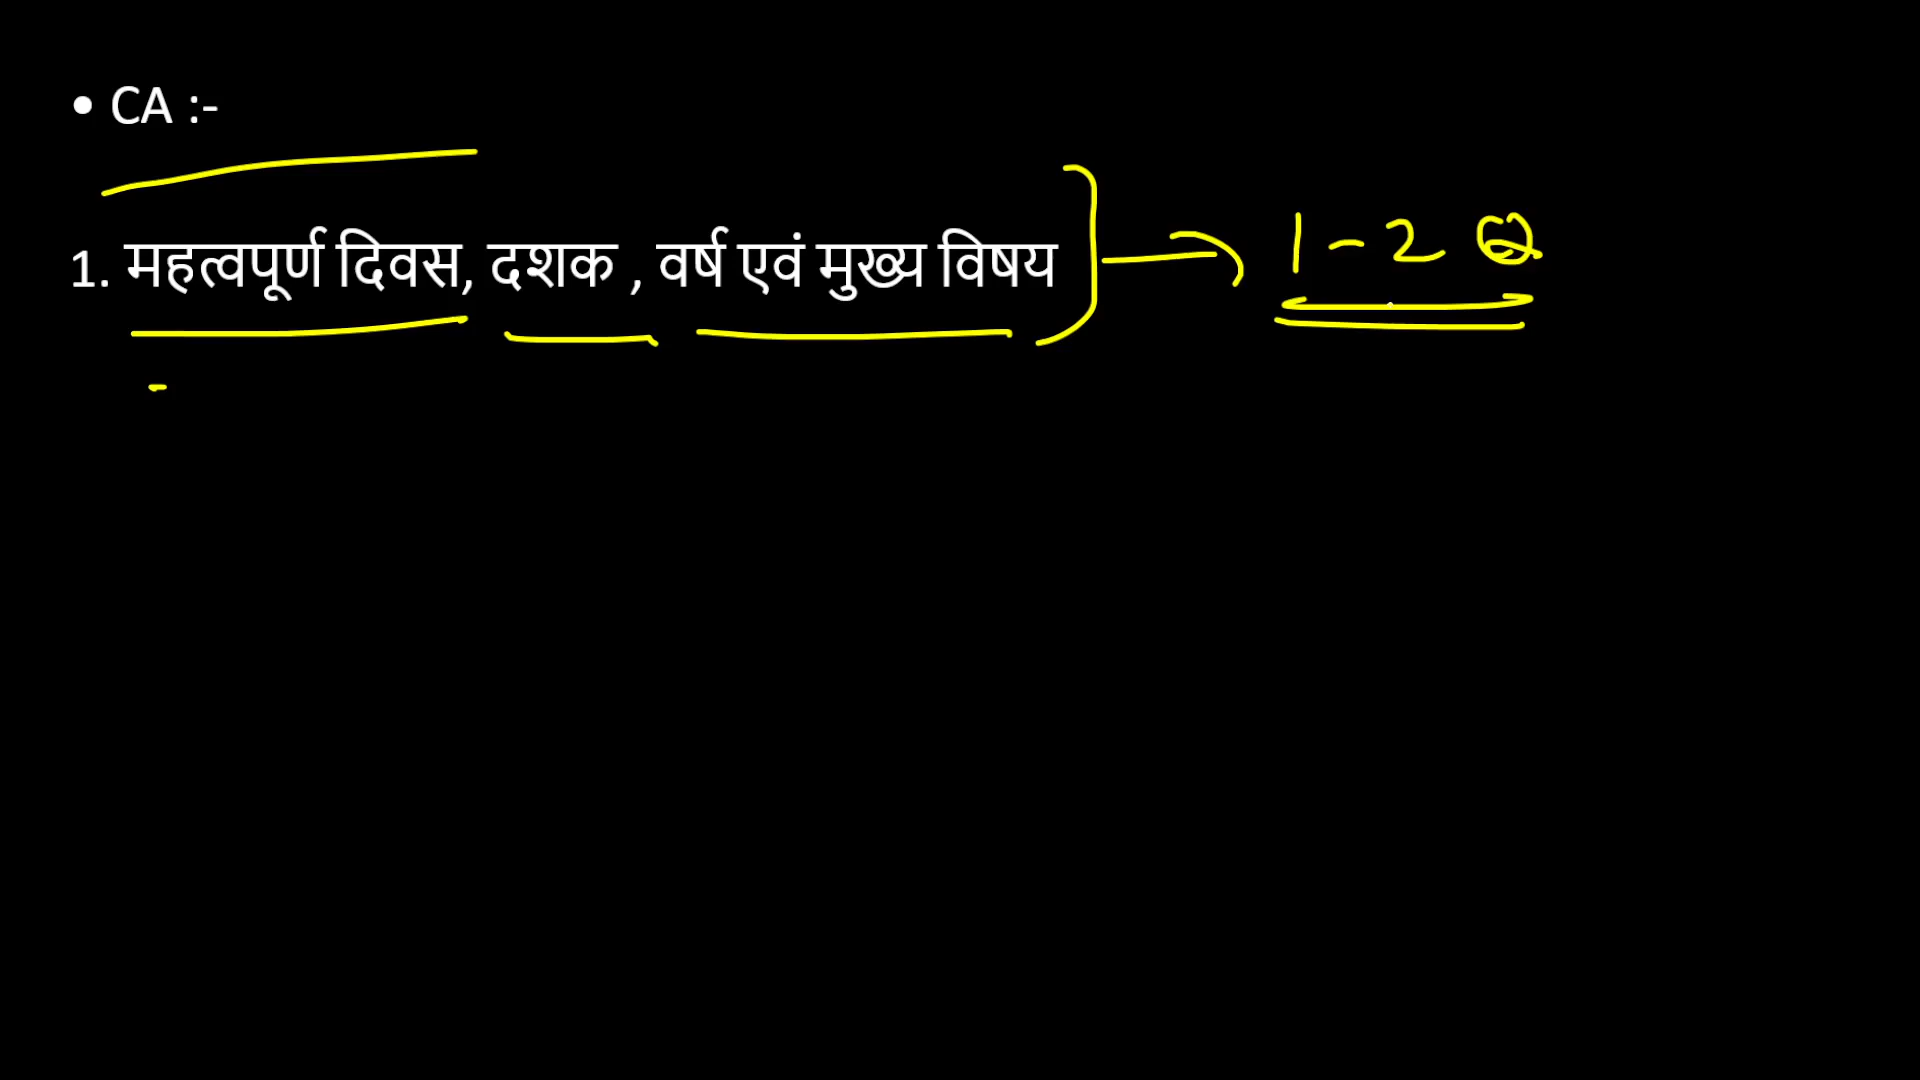 • CA :-
1. महत्वपूर्ण दिवस, दशक , वर्ष एवं मुख्य विषय → 1-2 Q